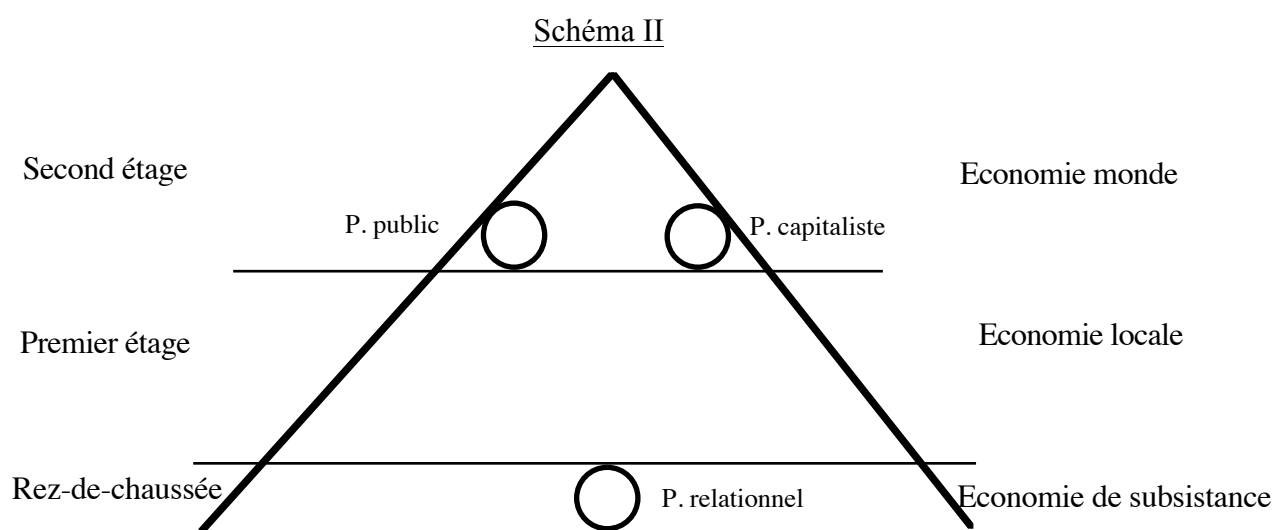 Schéma II
Second étage
Economie monde
P. public
P. capitaliste
Premier étage
Economie locale
Rez-de-chaussée
P. relationnel
Economie de subsistance